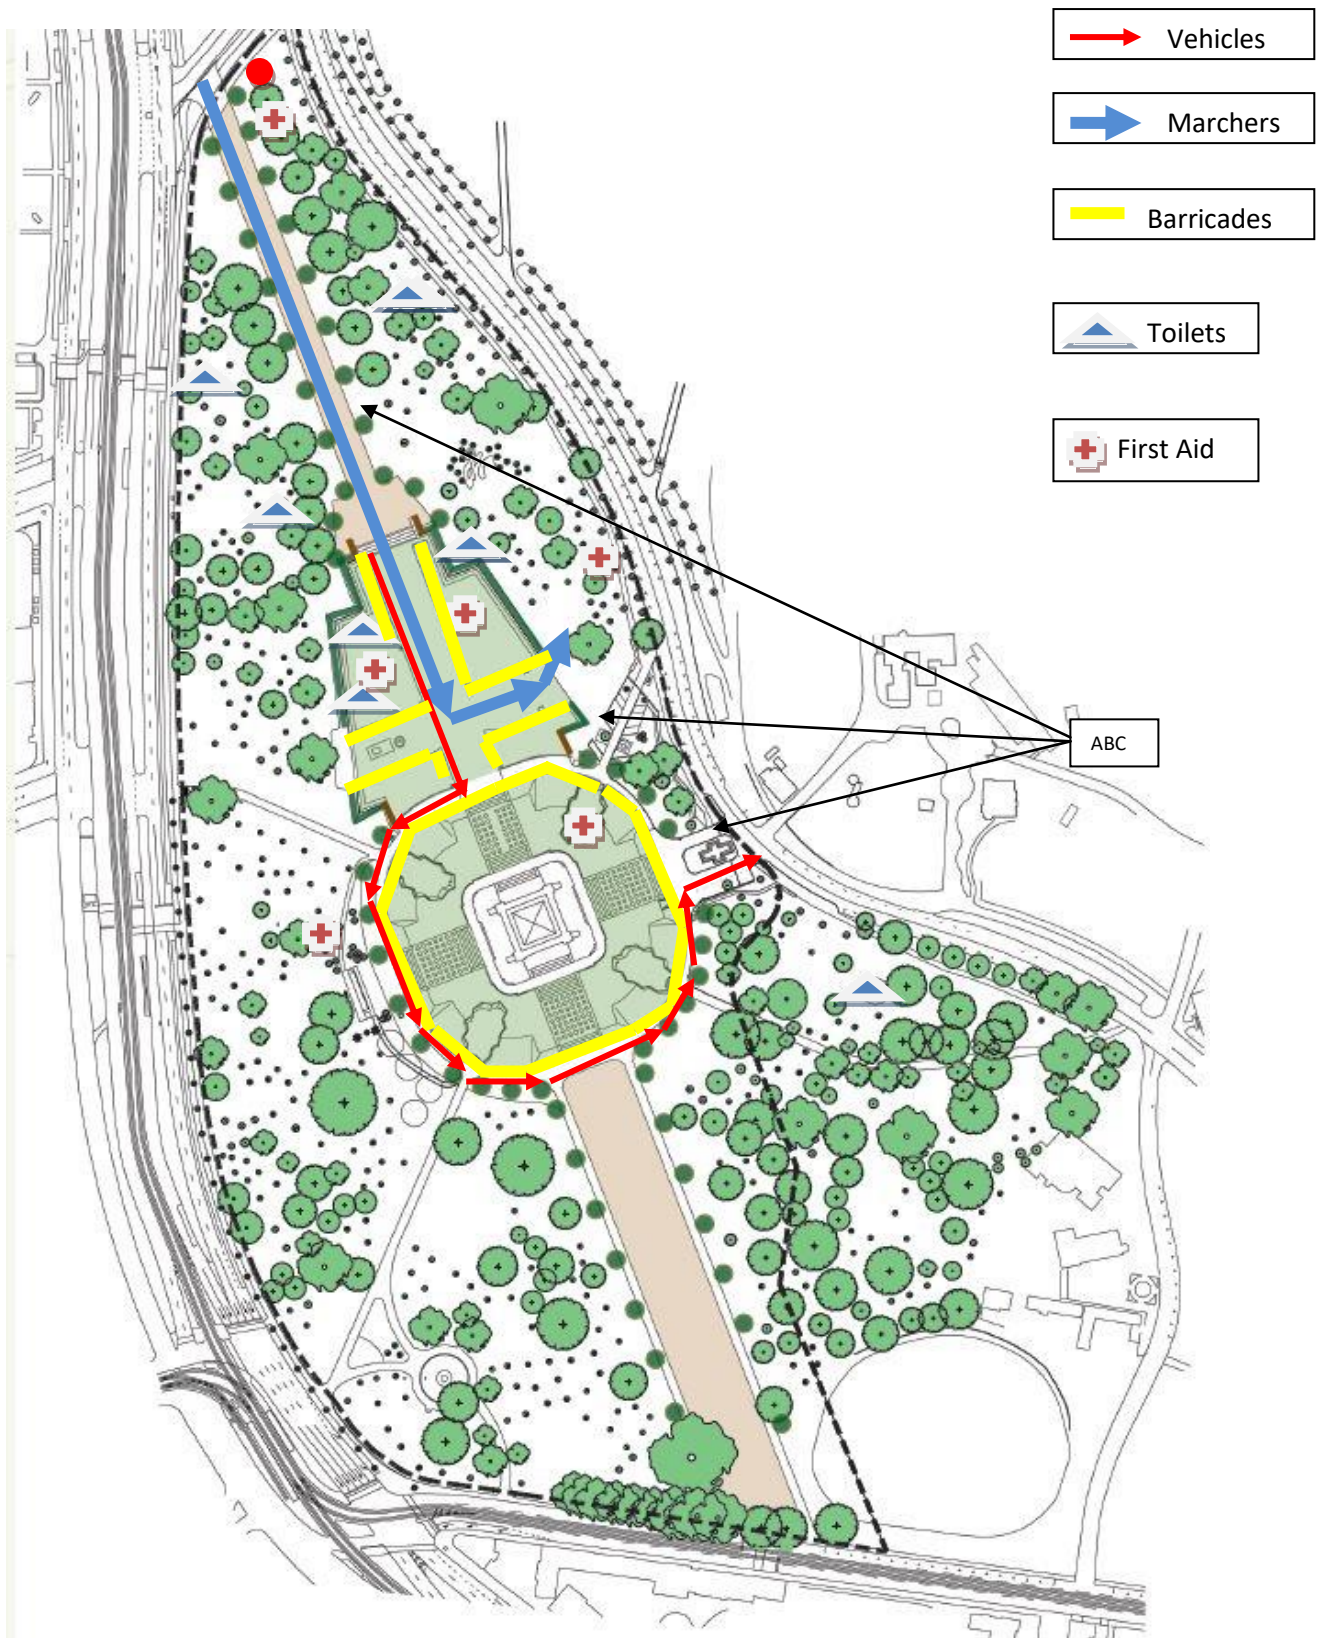 Vehicles
Marchers
Barricades
Toilets
First Aid
ABC